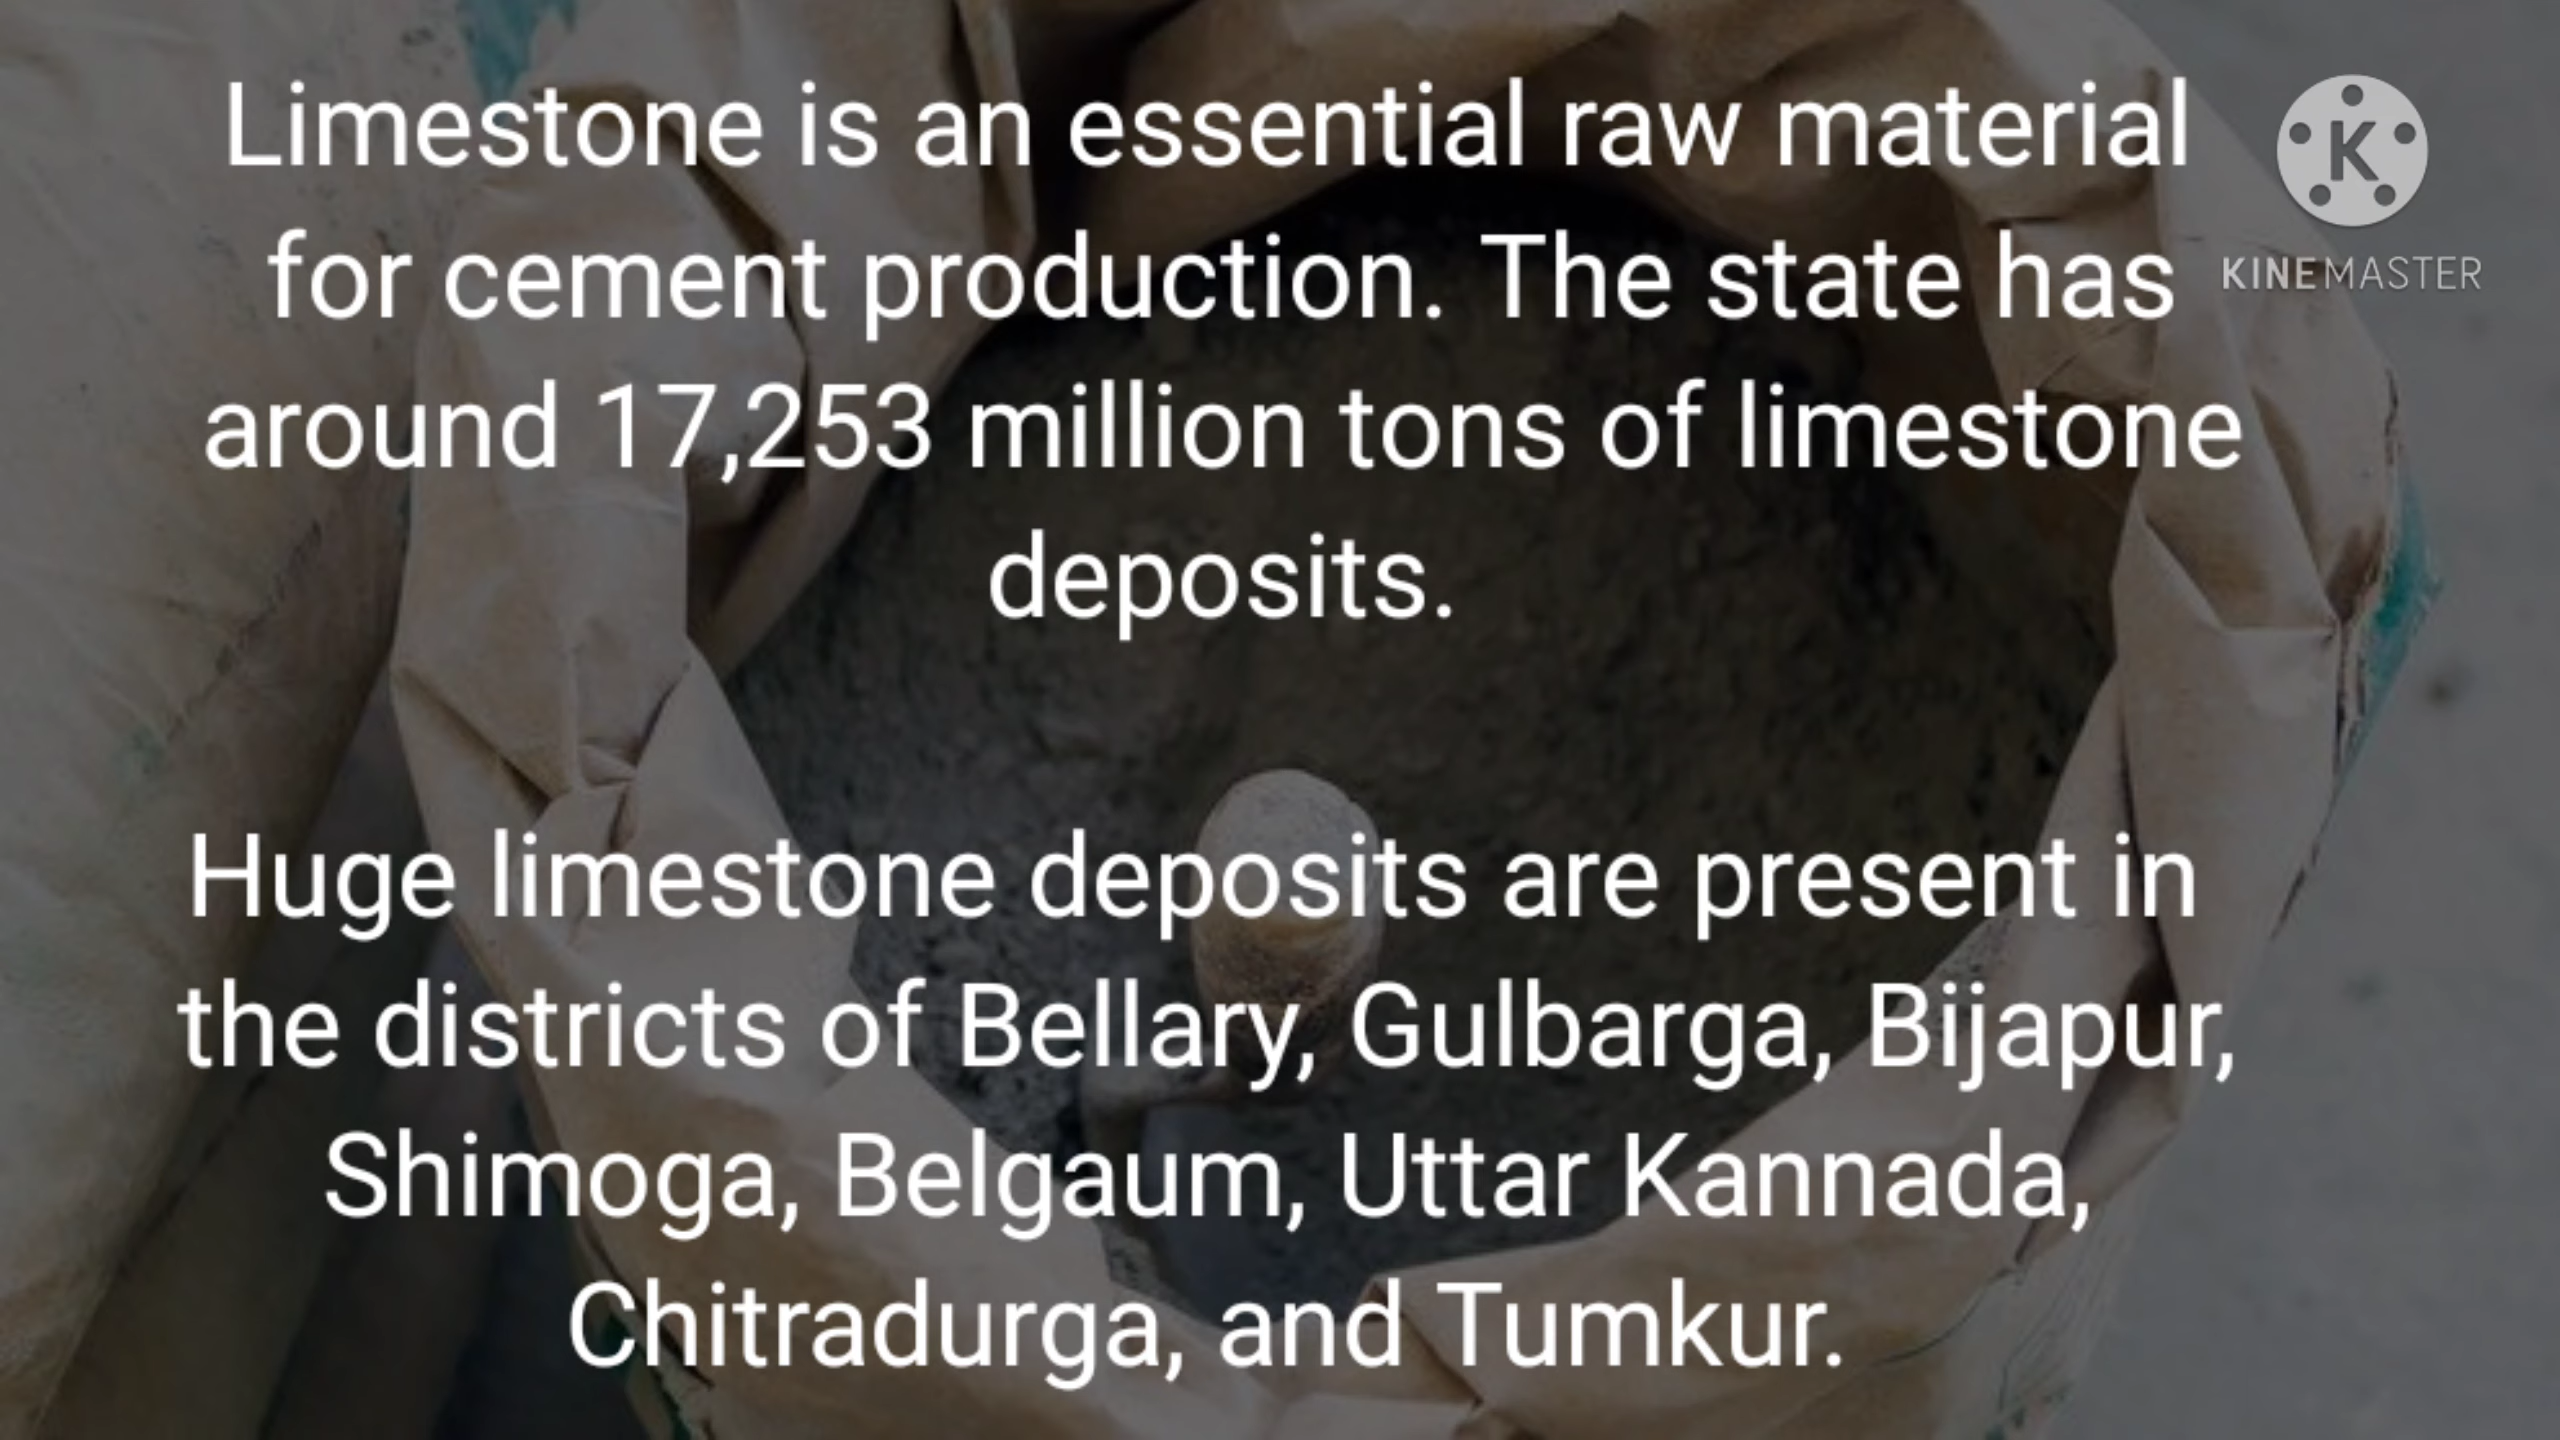 Limestone is an essential raw material
for cement production. The state has
around 17,253 million tons of limestone
deposits.
Huge limestone deposits are present in
the districts of Bellary, Gulbarga, Bijapur,
Shimoga, Belgaum, Uttar Kannada,
Chitradurga, and Tumkur.
K
KINEMASTER